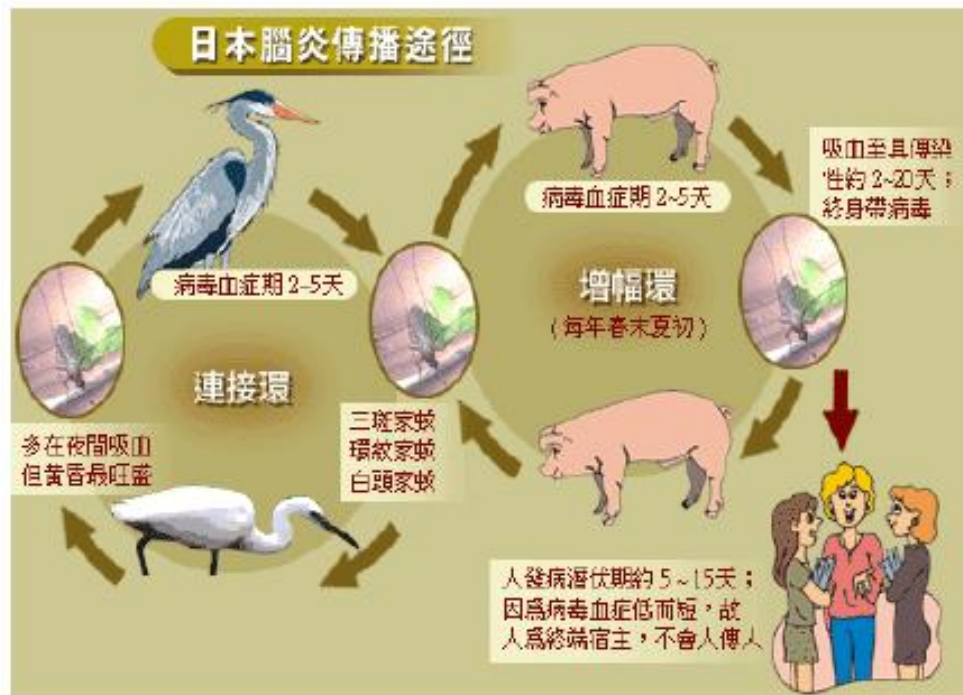 日本腦炎傳播途徑
病毒血症期 2~5天
吸血至具傳染
性約 2~20天；
終身帶病毒
病毒血症期 2~5天
增幅環
（每年春末夏初）
連接環
三斑家蚊
環紋家蚊
白頭家蚊
多在夜間吸血
但黃昏最旺盛
人發病潛伏期約 5~15天；
因為病毒血症低而短，故
人為終端宿主，不會人傳人